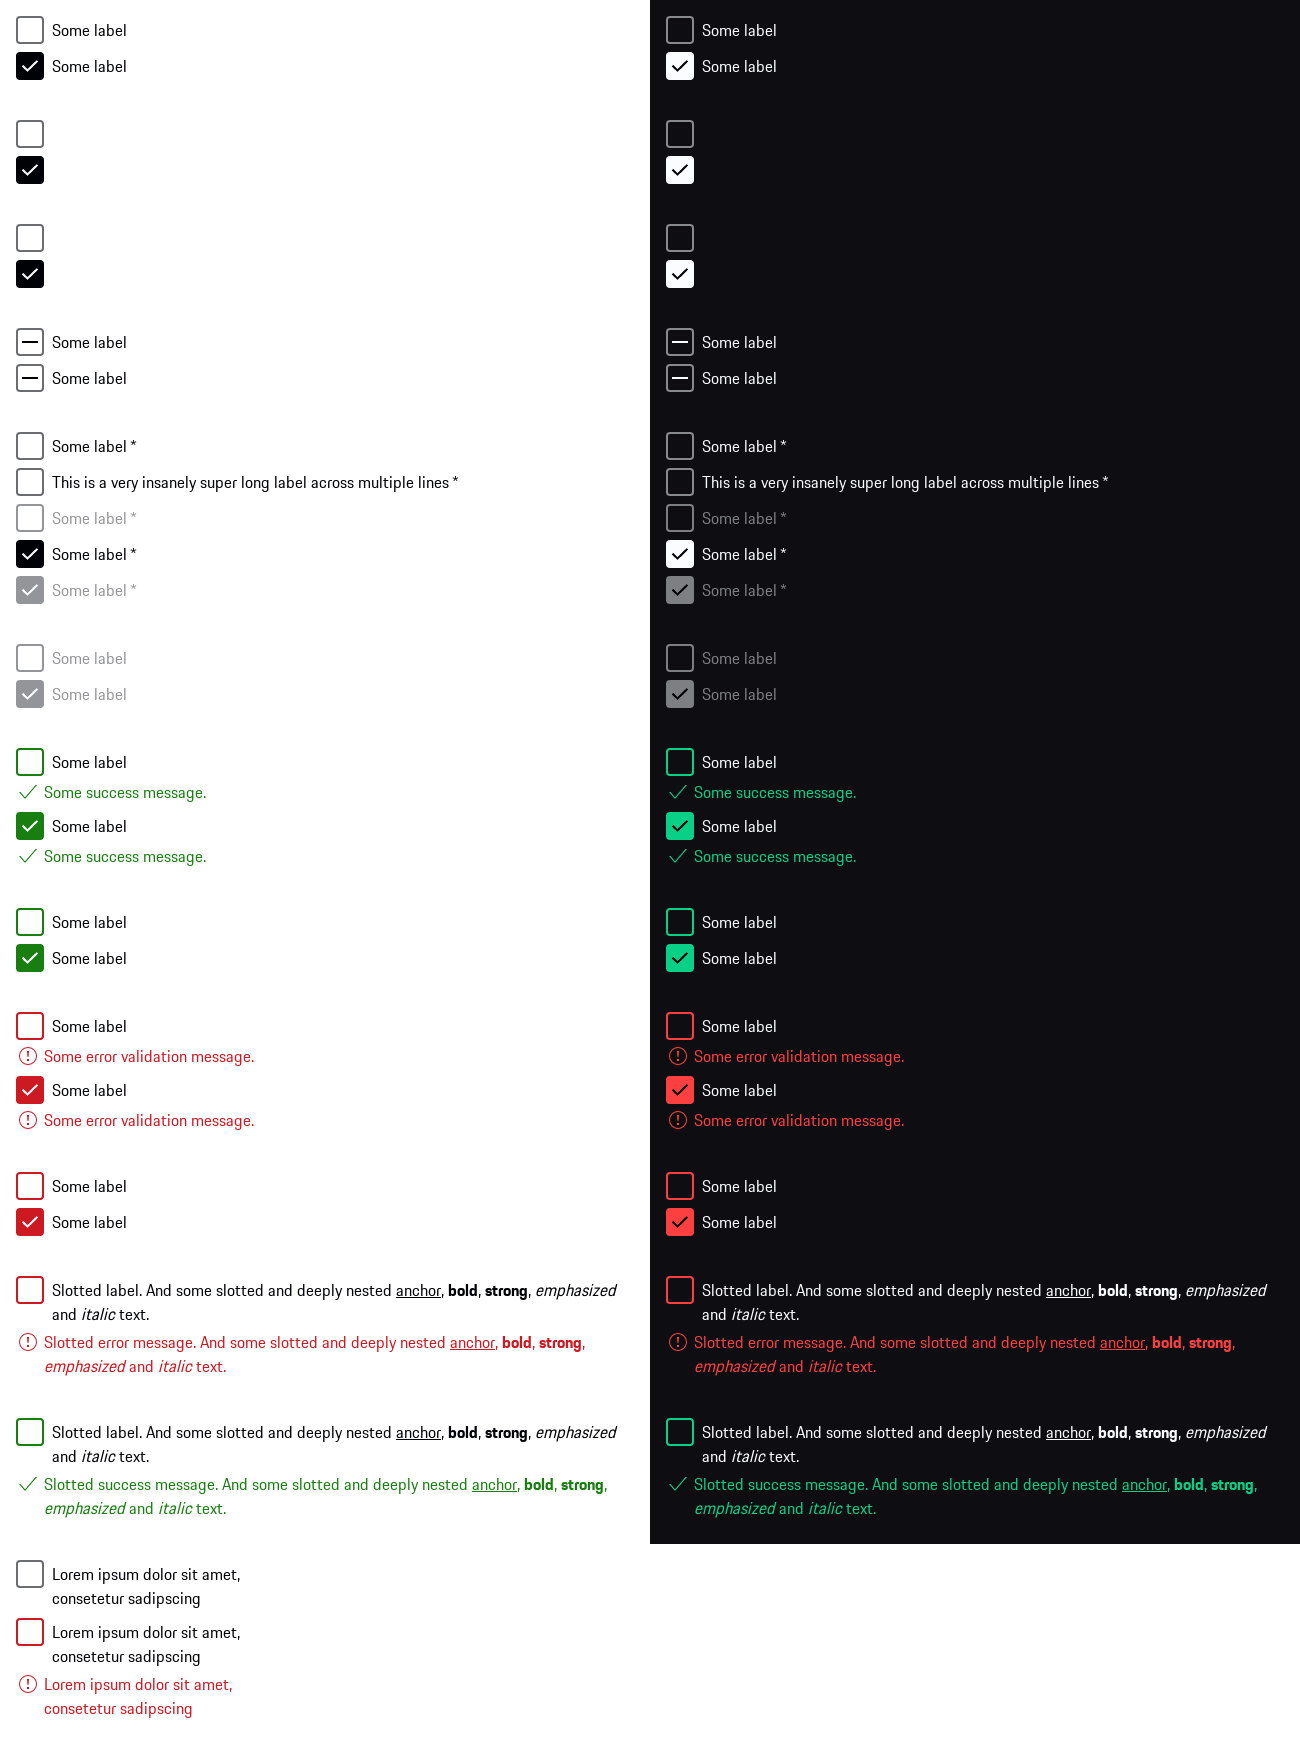 Some label
Some label
Some label
Some label
Some label *
This is a very insanely super long label across multiple lines *
Some label *
Some label *
Some label *
Some label
Some label
Some label
Some success message.
Some label
Some success message.
Some label
Some label
Some label
Some error validation message.
Some label
Some error validation message.
Some label
Some label
Slotted label. And some slotted and deeply nested anchor, bold, strong, emphasized
and italic text.
Slotted error message. And some slotted and deeply nested anchor, bold, strong,
emphasized and italic text.
Slotted label. And some slotted and deeply nested anchor, bold, strong, emphasized
and italic text.
Slotted success message. And some slotted and deeply nested anchor, bold, strong,
emphasized and italic text.
Lorem ipsum dolor sit amet,
consetetur sadipscing
Lorem ipsum dolor sit amet,
consetetur sadipscing
Lorem ipsum dolor sit amet,
consetetur sadipscing
Some label
Some label
Some label
Some label
Some label *
This is a very insanely super long label across multiple lines *
Some label *
Some label *
Some label *
Some label
Some label
Some label
Some success message.
Some label
Some success message.
Some label
Some label
Some label
Some error validation message.
Some label
Some error validation message.
Some label
Some label
Slotted label. And some slotted and deeply nested anchor, bold, strong, emphasized
and italic text.
Slotted error message. And some slotted and deeply nested anchor, bold, strong,
emphasized and italic text.
Slotted label. And some slotted and deeply nested anchor, bold, strong, emphasized
and italic text.
Slotted success message. And some slotted and deeply nested anchor, bold, strong,
emphasized and italic text.